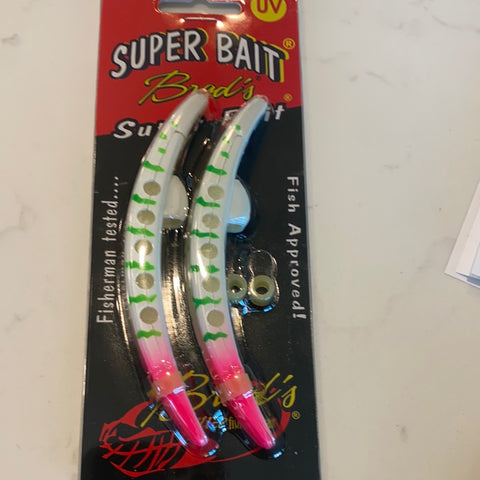 UV
SUPER BAIT®
Brad's®
Fisherman tested....
Fish Approved!
Brad's®